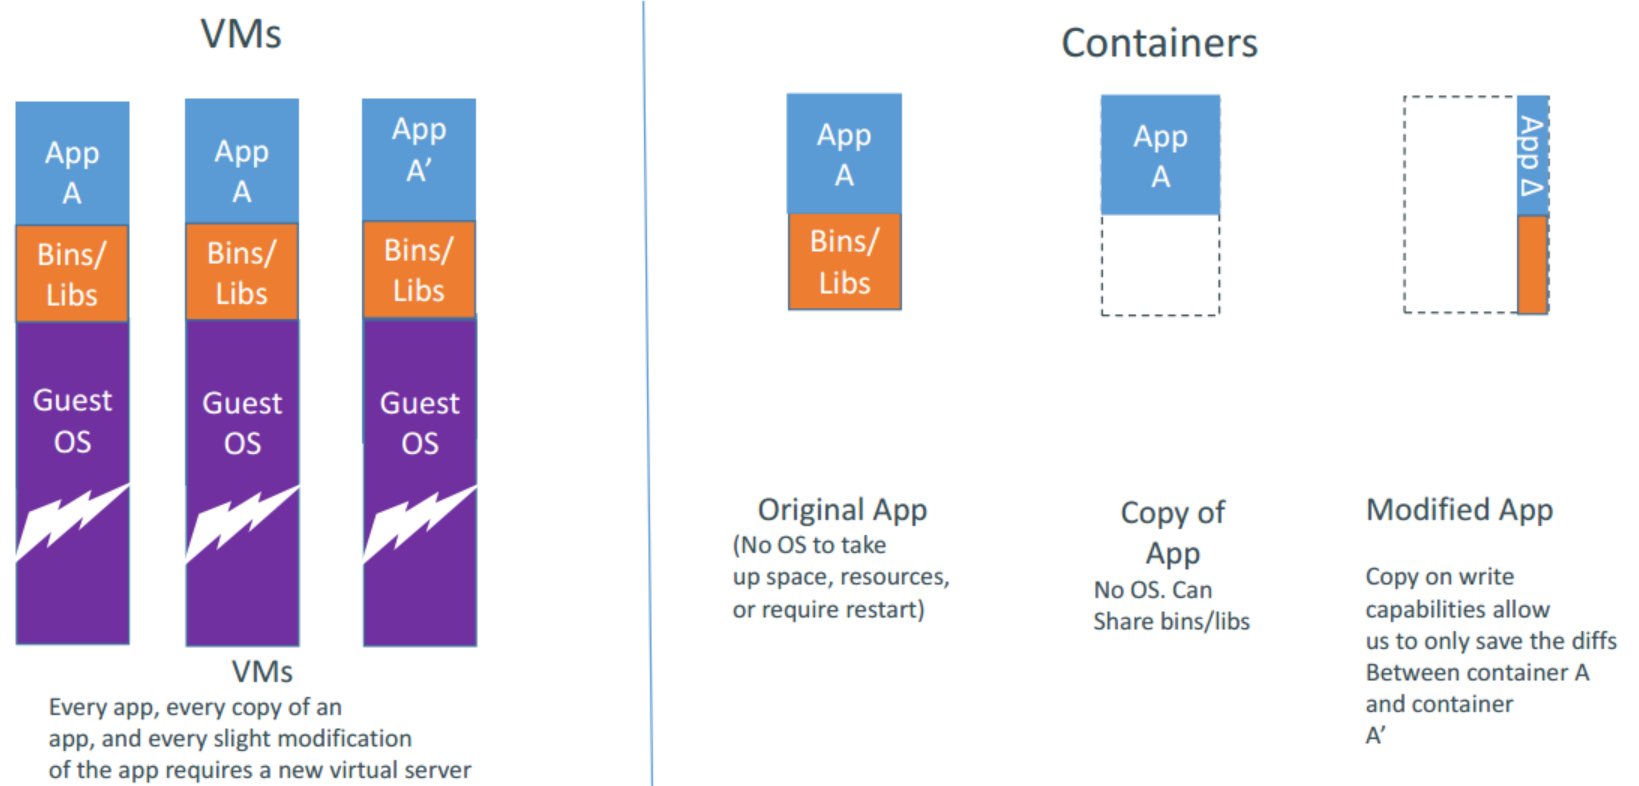 VMs
App
A
Bins/
Libs
Guest
OS
App
A
Bins/
Libs
Guest
OS
App
A’
Bins/
Libs
Guest
OS
VMs
Every app, every copy of an
app, and every slight modification
of the app requires a new virtual server
Containers
App
A
Bins/
Libs
Original App
(No OS to take
up space, resources,
or require restart)
App
A
Copy of
App
No OS. Can
Share bins/libs
App Δ
Modified App
Copy on write
capabilities allow
us to only save the diffs
Between container A
and container
A’